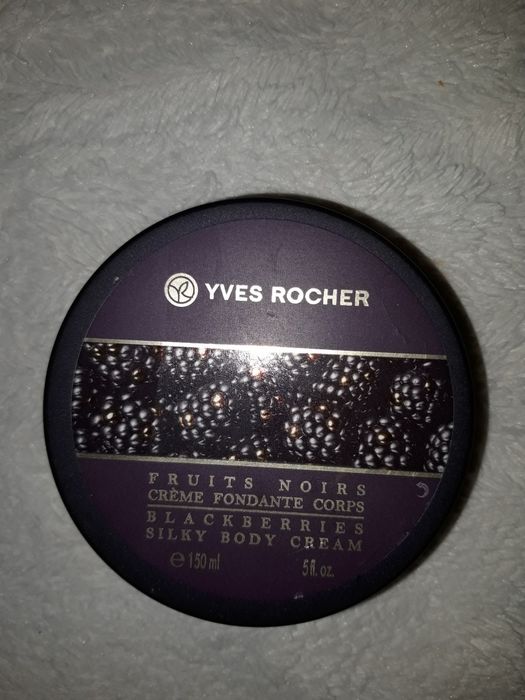 YVES ROCHER
FRUITS NOIRS
CRÈME FONDANTE CORPS
BLACKBERRIES
SILKY BODY CREAM
℮ 150 ml 5 fl. oz.